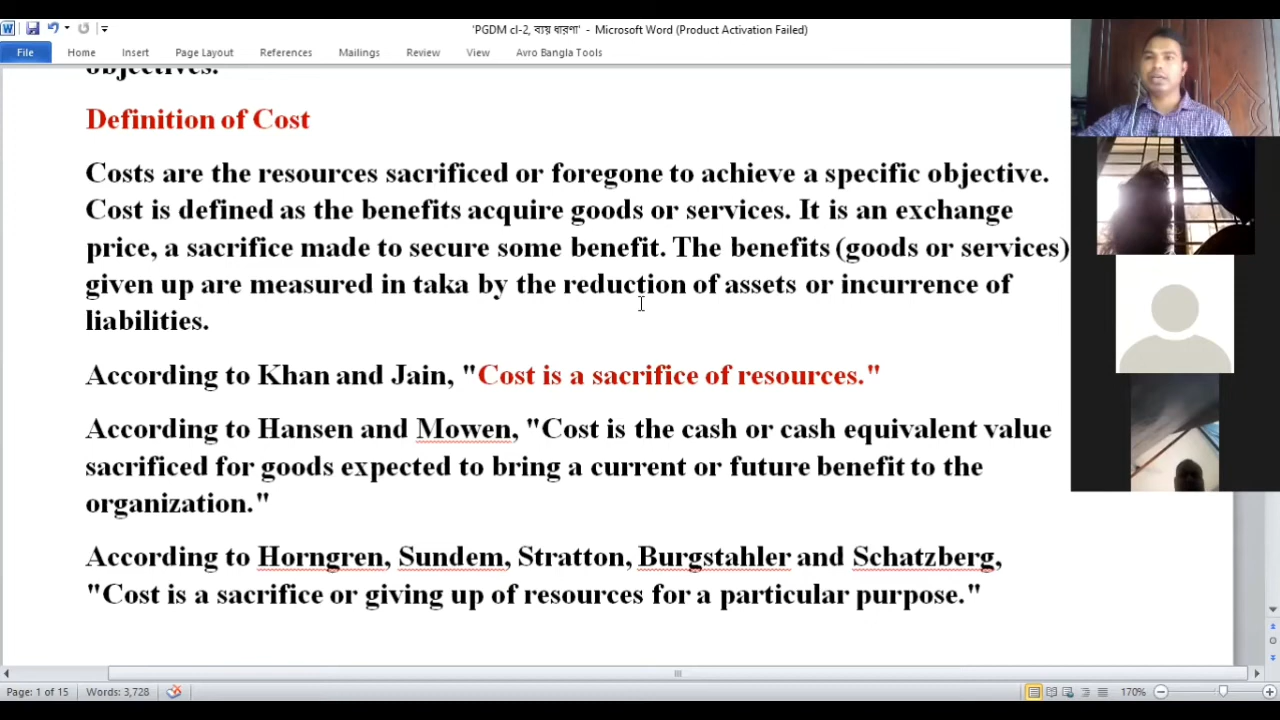 'PGDM cl-2, ব্যয় ধারণা' - Microsoft Word (Product Activation Failed)
File Home Insert Page Layout References Mailings Review View Avro Bangla Tools
objectives.
Definition of Cost
Costs are the resources sacrificed or foregone to achieve a specific objective.
Cost is defined as the benefits acquire goods or services. It is an exchange
price, a sacrifice made to secure some benefit. The benefits (goods or services)
given up are measured in taka by the reduction of assets or incurrence of
liabilities.
According to Khan and Jain, "Cost is a sacrifice of resources."
According to Hansen and Mowen, "Cost is the cash or cash equivalent value
sacrificed for goods expected to bring a current or future benefit to the
organization."
According to Horngren, Sundem, Stratton, Burgstahler and Schatzberg,
"Cost is a sacrifice or giving up of resources for a particular purpose."
Page: 1 of 15 Words: 3,728 170%